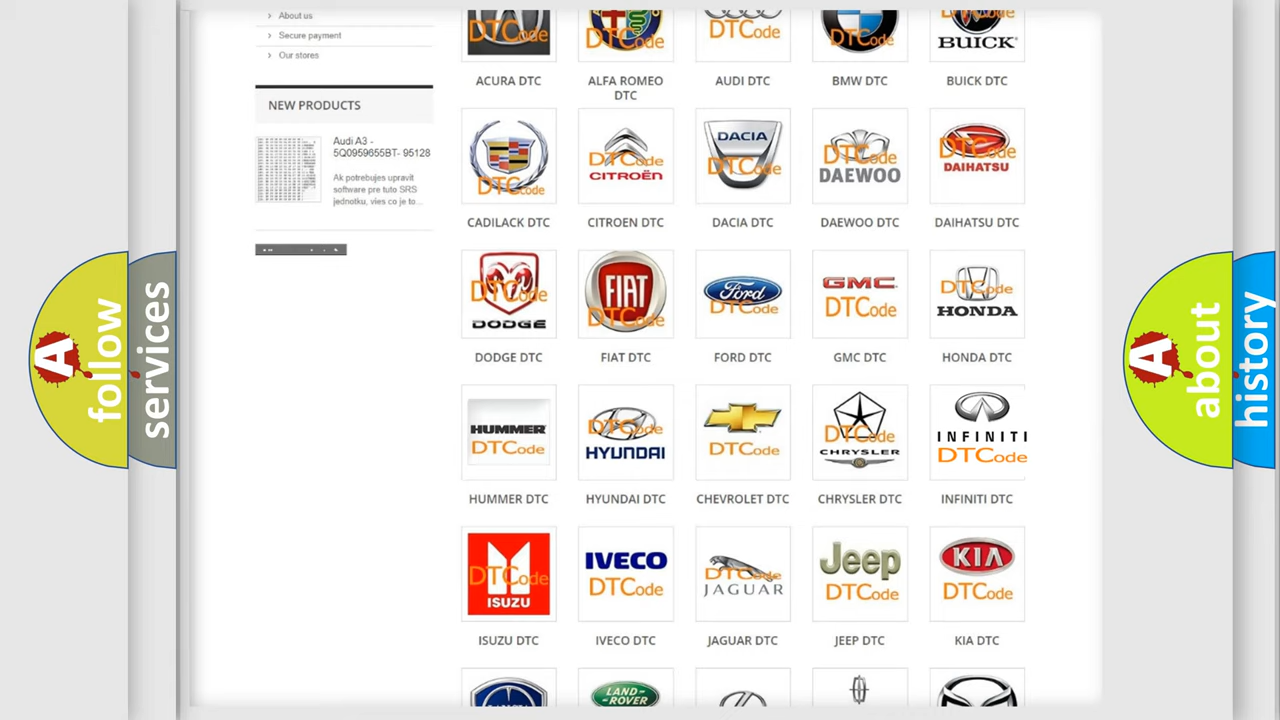 About us
Secure payment
Our stores
NEW PRODUCTS
Audi A3 -
5Q0959655BT- 95128
Ak potrebujes upravit
software pre tuto SRS
jednotku, vies co je to...
DTCode
DTCode
DTCode
DTCode
BUICK
ACURA DTC
ALFA ROMEO
DTC
AUDI DTC
BMW DTC
BUICK DTC
DTCode
DTCode
CITROËN
DACIA
DTCode
DTCode
DAEWOO
DTCode
DAIHATSU
CADILACK DTC
CITROEN DTC
DACIA DTC
DAEWOO DTC
DAIHATSU DTC
DTCode
DODGE
FIAT
DTCode
Ford
DTCode
GMC
DTCode
DTCode
HONDA
DODGE DTC
FIAT DTC
FORD DTC
GMC DTC
HONDA DTC
HUMMER
DTCode
DTCode
HYUNDAI
DTCode
DTCode
CHRYSLER
INFINITI
DTCode
HUMMER DTC
HYUNDAI DTC
CHEVROLET DTC
CHRYSLER DTC
INFINITI DTC
DTCode
ISUZU
IVECO
DTCode
DTCode
JAGUAR
Jeep
DTCode
KIA
DTCode
ISUZU DTC
IVECO DTC
JAGUAR DTC
JEEP DTC
KIA DTC
LAND-
ROVER
A
follow
services
A
about
history